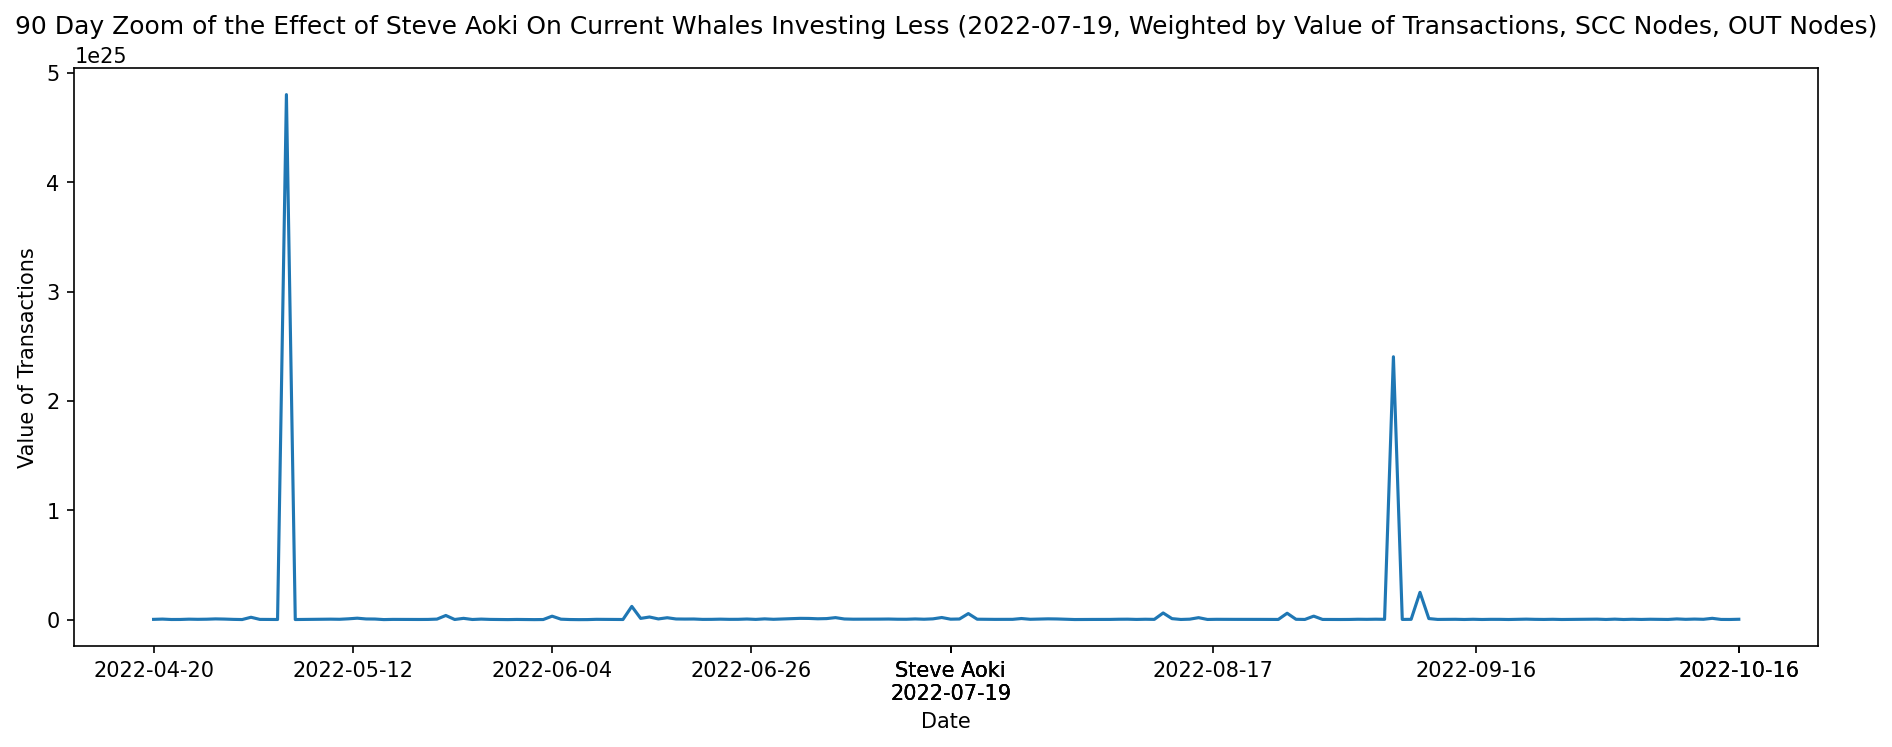 90 Day Zoom of the Effect of Steve Aoki On Current Whales Investing Less (2022-07-19, Weighted by Value of Transactions, SCC Nodes, OUT Nodes)
1e25
5
4
3
2
1
0
Value of Transactions
2022-04-20
2022-05-12
2022-06-04
2022-06-26
Steve Aoki
2022-07-19
2022-08-17
2022-09-16
2022-10-16
Date